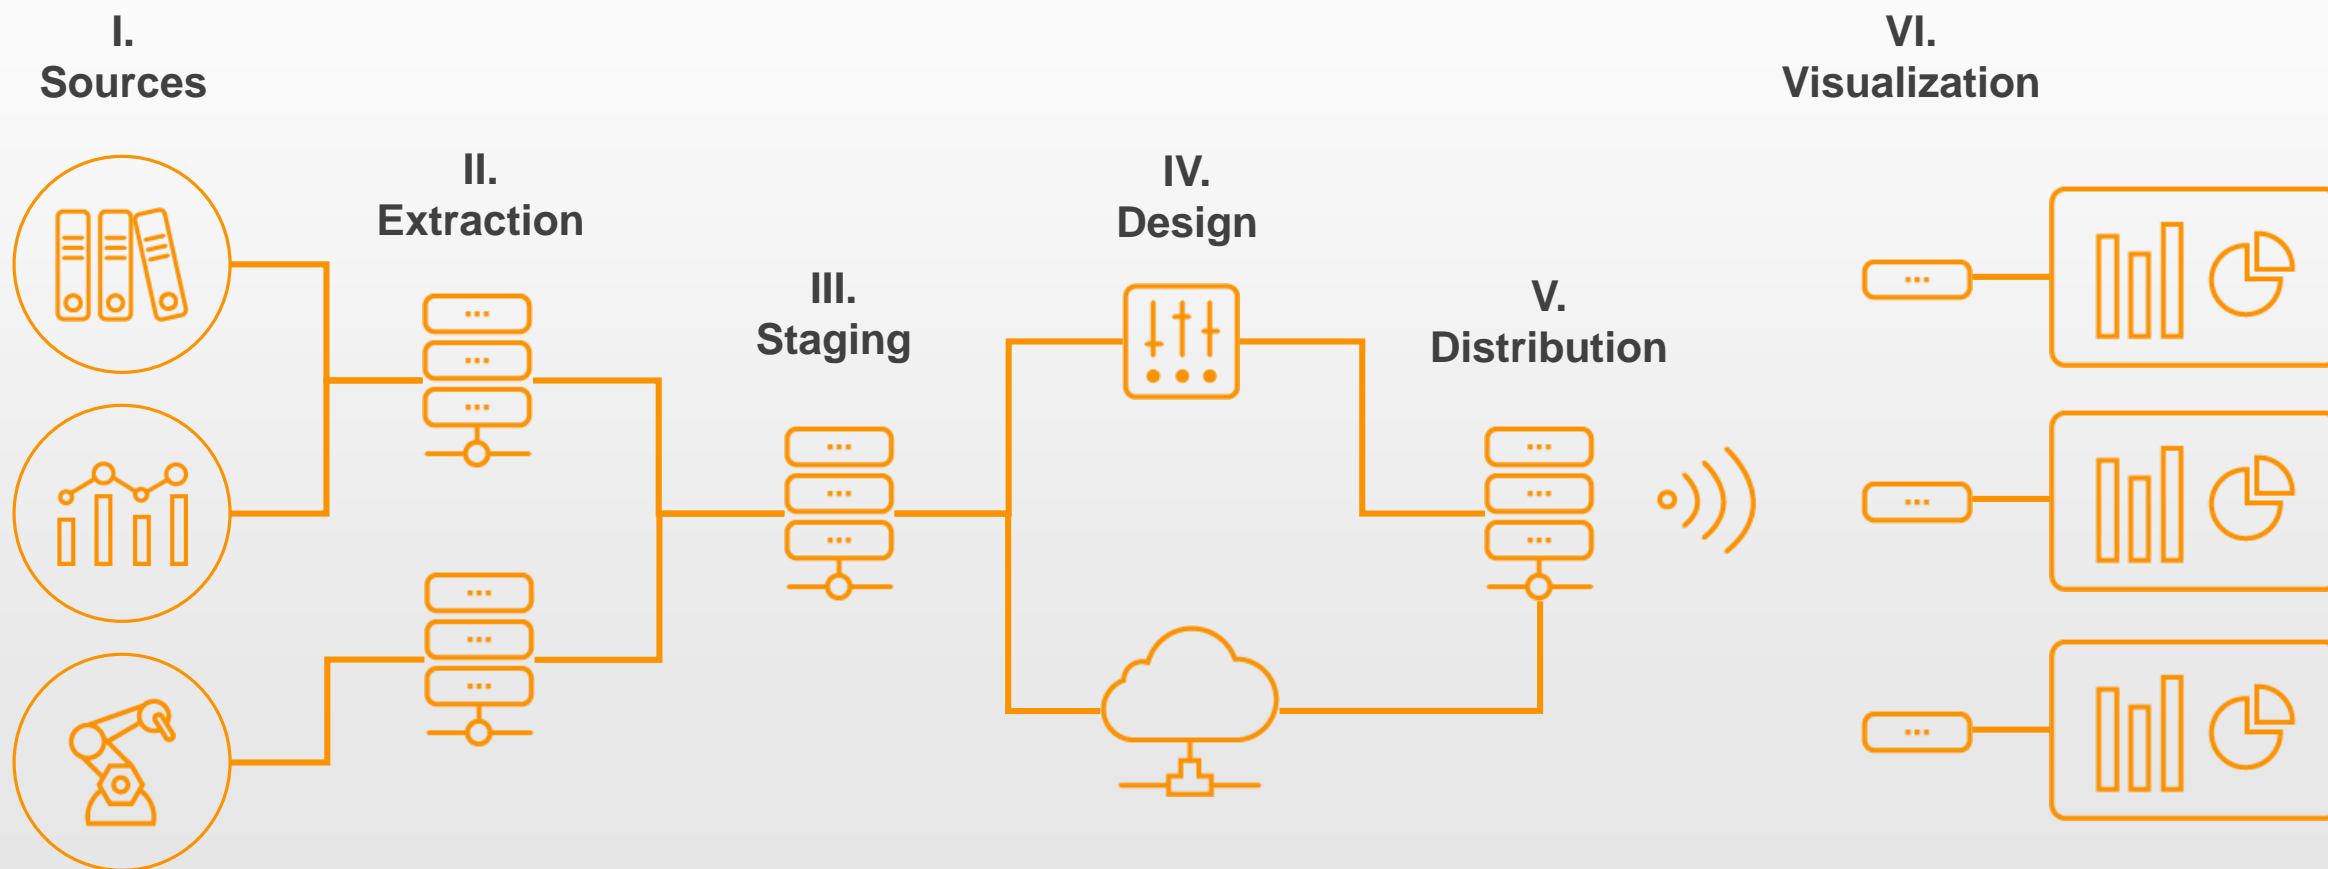 I.
Sources
II.
Extraction
III.
Staging
IV.
Design
V.
Distribution
VI.
Visualization